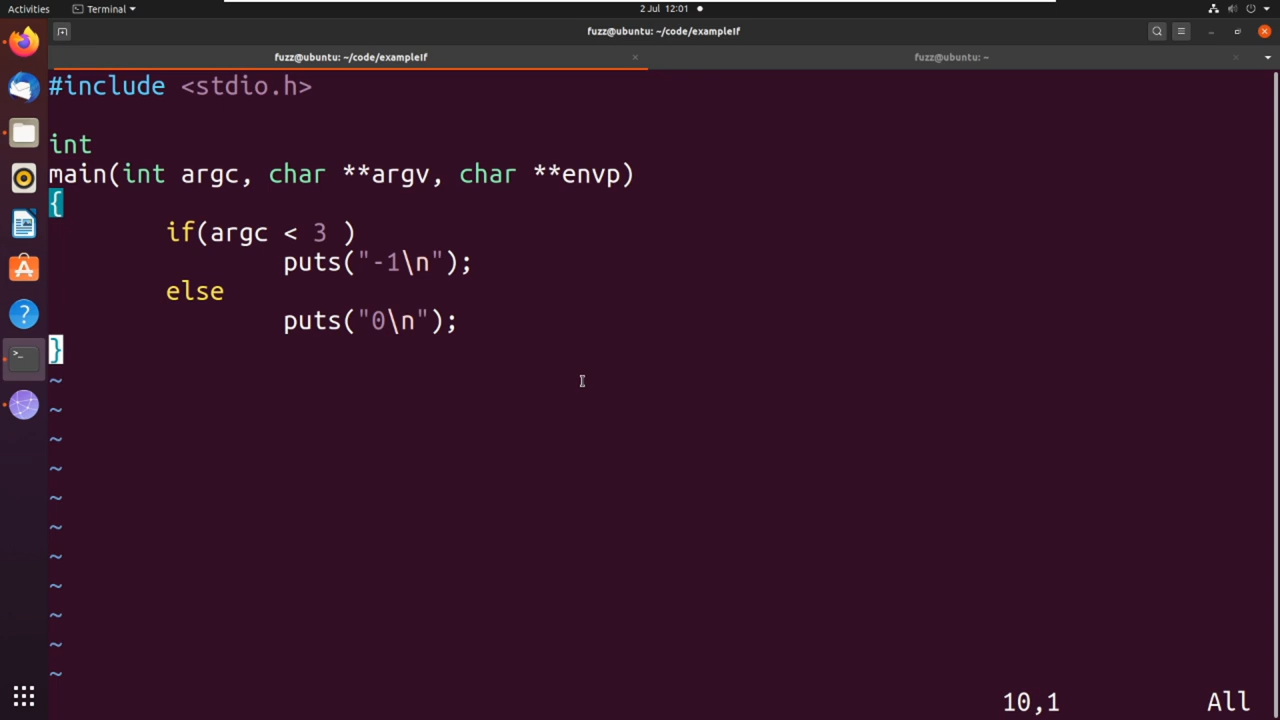 Activities Terminal 2 Jul 12:01
fuzz@ubuntu: ~/code/exampleIf
fuzz@ubuntu: ~/code/exampleIf fuzz@ubuntu: ~
#include <stdio.h>
int
main(int argc, char **argv, char **envp)
{
if(argc < 3 )
puts("-1\n");
else
puts("0\n");
}
~
~
~
~
~
~
~
~
~
~
~
10,1 All